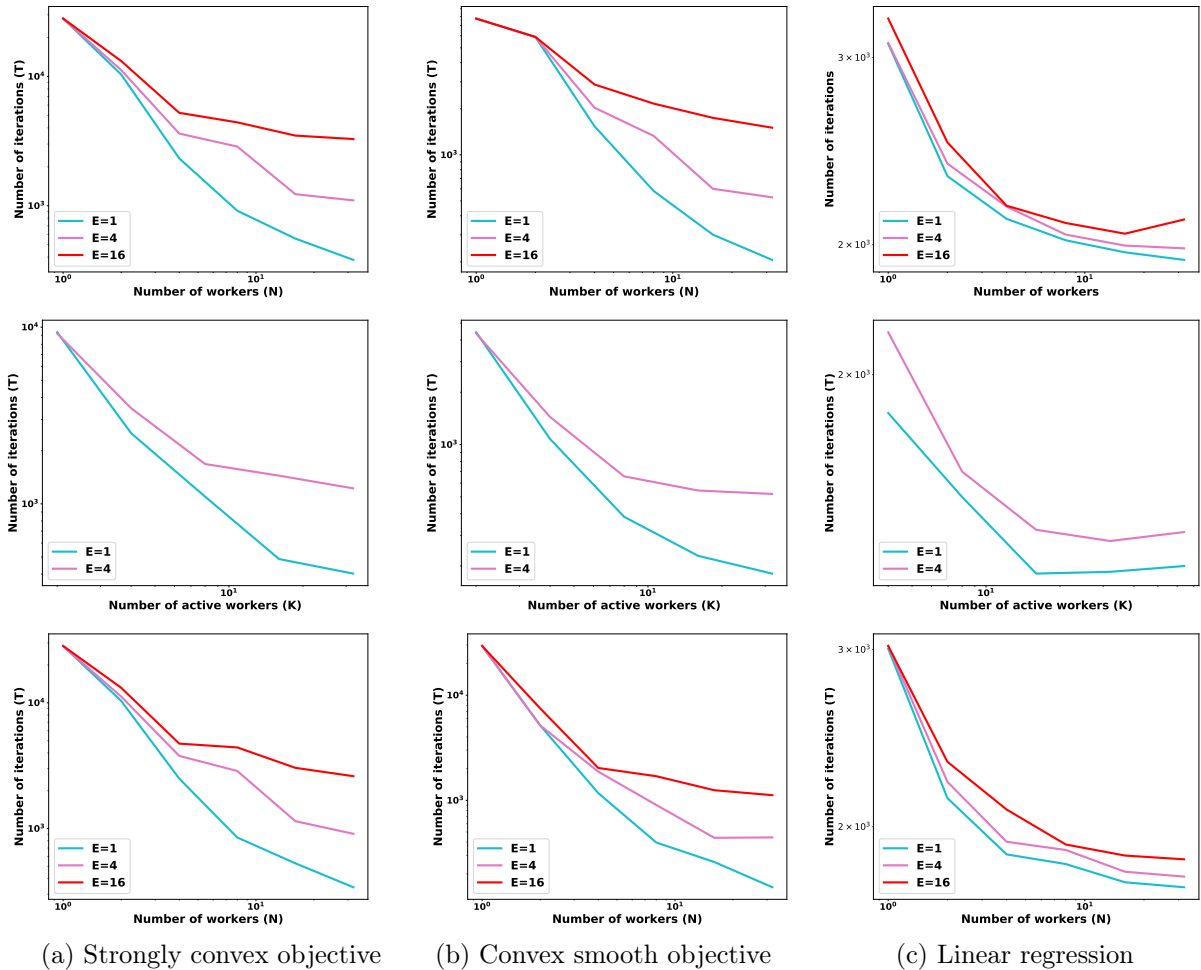 Number of iterations (T)
10⁴
10³
E=1
E=4
E=16
10⁰
10¹
Number of workers (N)
Number of iterations (T)
10³
E=1
E=4
E=16
10⁰
10¹
Number of workers (N)
Number of iterations
3 × 10³
2 × 10³
E=1
E=4
E=16
10⁰
10¹
Number of workers
Number of iterations (T)
10⁴
10³
E=1
E=4
10¹
Number of active workers (K)
Number of iterations (T)
10³
E=1
E=4
10¹
Number of active workers (K)
Number of iterations (T)
2 × 10³
E=1
E=4
10¹
Number of active workers (K)
Number of iterations (T)
10⁴
10³
E=1
E=4
E=16
10⁰
10¹
Number of workers (N)
Number of iterations (T)
10⁴
10³
E=1
E=4
E=16
10⁰
10¹
Number of workers (N)
Number of iterations (T)
3 × 10³
2 × 10³
E=1
E=4
E=16
10⁰
10¹
Number of workers (N)
(a) Strongly convex objective
(b) Convex smooth objective
(c) Linear regression